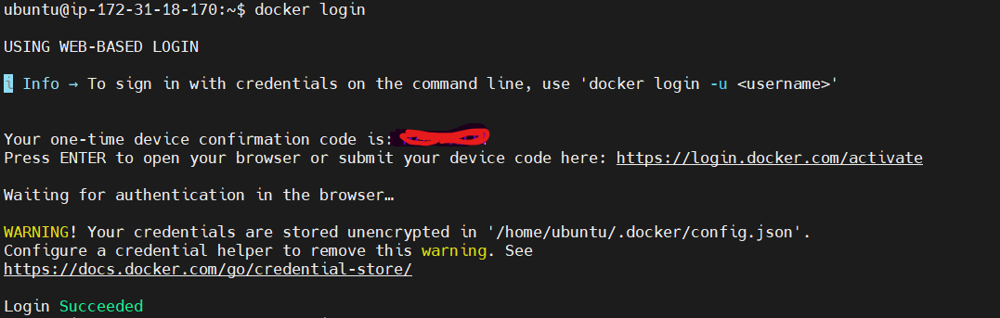 ubuntu@ip-172-31-18-170:~$ docker login
USING WEB-BASED LOGIN
i Info → To sign in with credentials on the command line, use 'docker login -u <username>'
Your one-time device confirmation code is:
Press ENTER to open your browser or submit your device code here: https://login.docker.com/activate
Waiting for authentication in the browser…
WARNING! Your credentials are stored unencrypted in '/home/ubuntu/.docker/config.json'.
Configure a credential helper to remove this warning. See
https://docs.docker.com/go/credential-store/
Login Succeeded